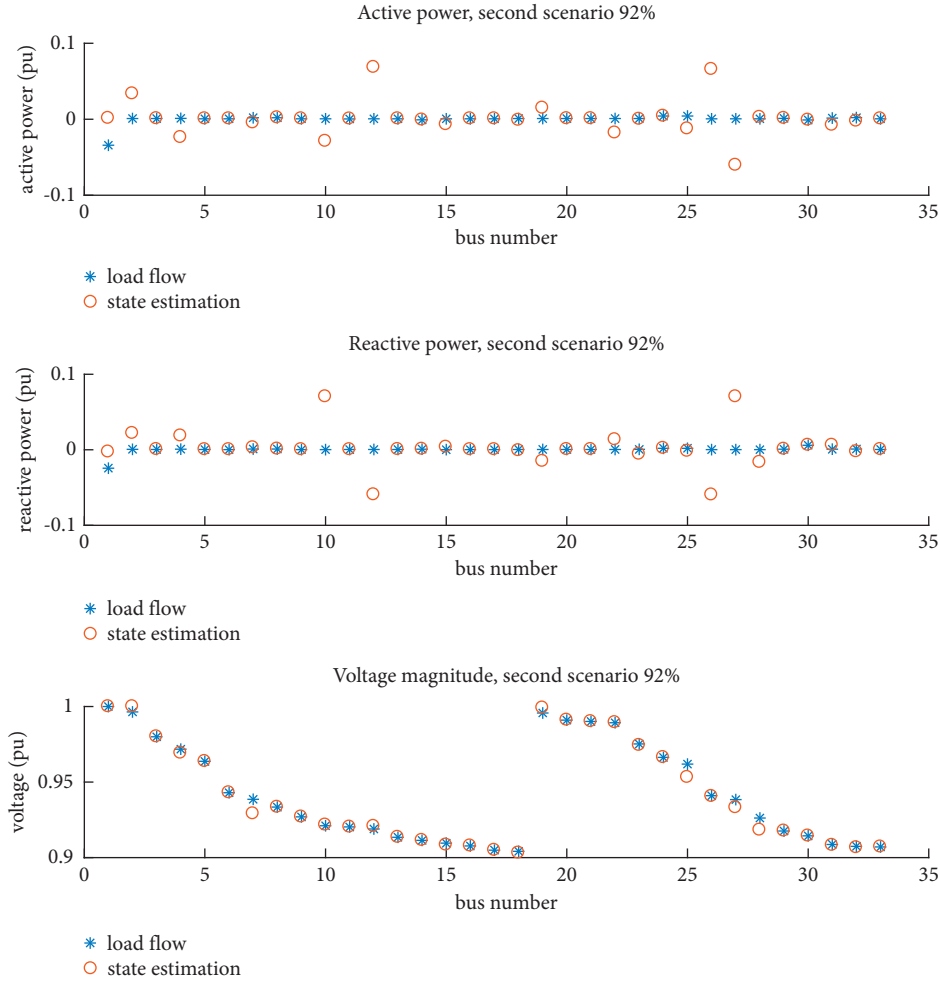 Active power, second scenario 92%
0.1
0
-0.1
active power (pu)
0 5 10 15 20 25 30 35
bus number
load flow
state estimation
Reactive power, second scenario 92%
0.1
0
-0.1
reactive power (pu)
0 5 10 15 20 25 30 35
bus number
load flow
state estimation
Voltage magnitude, second scenario 92%
1
0.95
0.9
voltage (pu)
0 5 10 15 20 25 30 35
bus number
load flow
state estimation